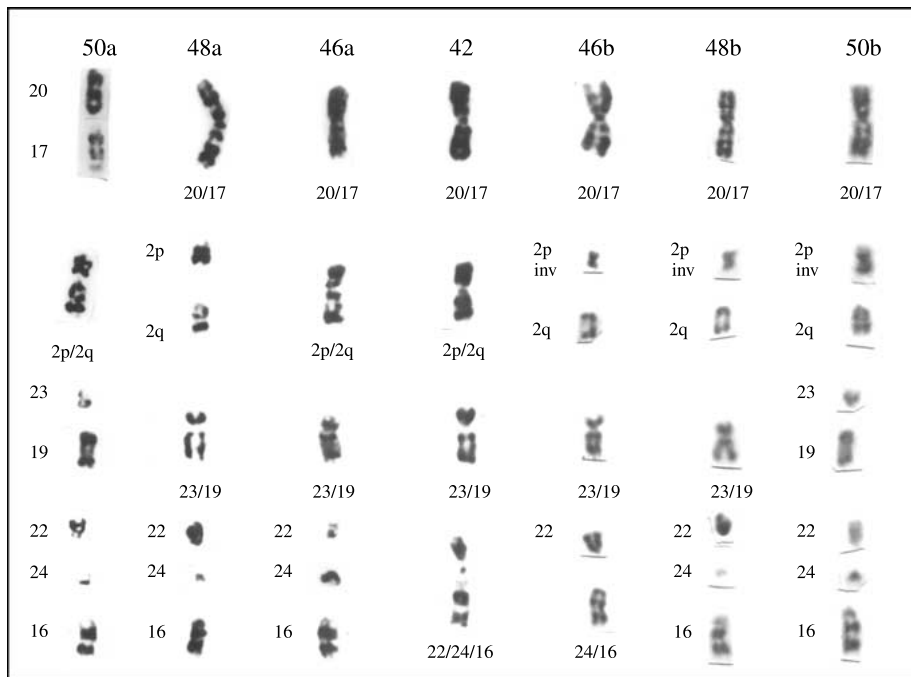 50a 48a 46a 42 46b 48b 50b
20
17
20/17 20/17 20/17 20/17 20/17 20/17
2p 2p 2p 2p
inv inv inv
2q 2q 2q 2q
2p/2q 2p/2q 2p/2q
23 23
19 19
23/19 23/19 23/19 23/19 23/19
22 22 22 22 22 22
24 24 24 24 24
16 16 16 16 16
22/24/16 24/16